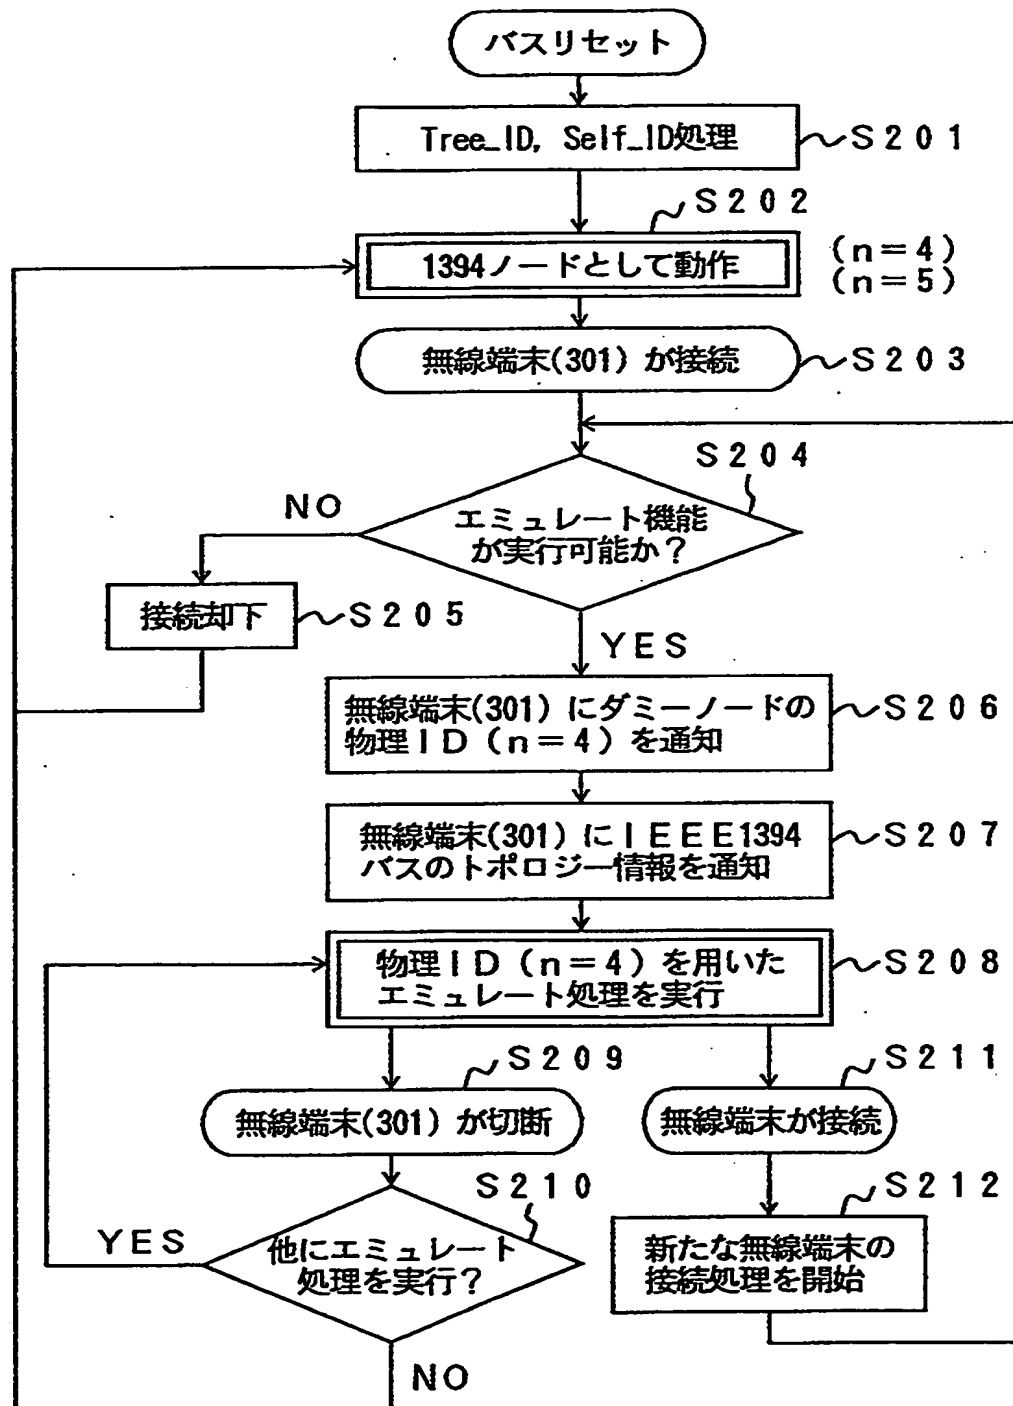 バスリセット
Tree_ID, Self_ID処理
S201
S202
1394ノードとして動作
(n=4)
(n=5)
無線端末(301)が接続
S203
S204
NO
エミュレート機能
が実行可能か？
接続却下
S205
YES
無線端末(301)にダミーノードの
物理ID(n=4)を通知
S206
無線端末(301)にIEEE1394
バスのトポロジー情報を通知
S207
物理ID(n=4)を用いた
エミュレート処理を実行
S208
S209
S211
無線端末(301)が切断
無線端末が接続
S210
S212
YES
他にエミュレート
処理を実行？
新たな無線端末の
接続処理を開始
NO